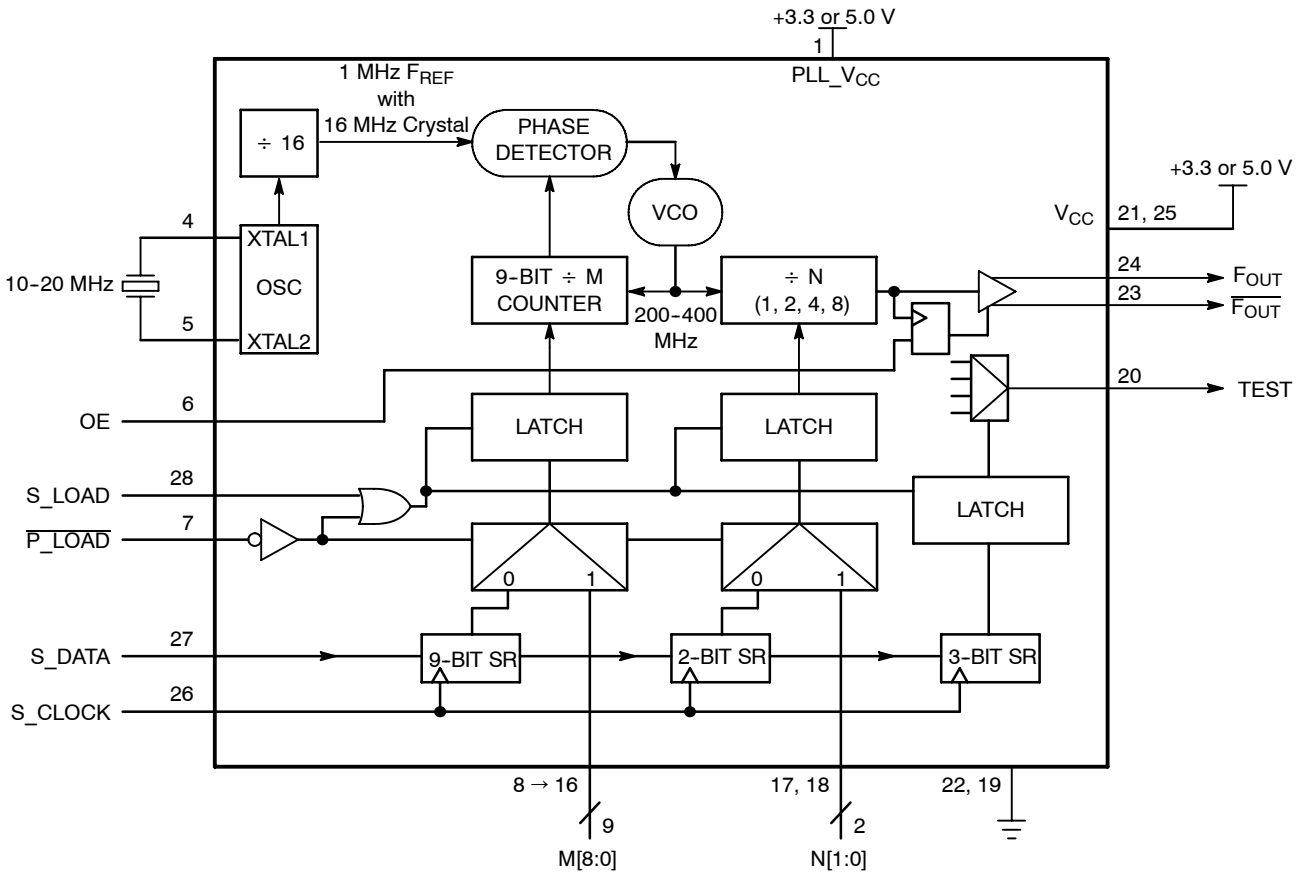 +3.3 or 5.0 V
1
PLL_VCC
1 MHz FREF
with
16 MHz Crystal
÷ 16
PHASE
DETECTOR
VCO
+3.3 or 5.0 V
VCC
21, 25
4
XTAL1
10-20 MHz
OSC
5
XTAL2
9-BIT ÷ M
COUNTER
200-400
MHz
÷ N
(1, 2, 4, 8)
24
FOUT
23
F̅O̅U̅T̅
20
TEST
6
OE
LATCH
LATCH
28
S_LOAD
7
P̅_̅L̅O̅A̅D̅
LATCH
0 1
0 1
27
S_DATA
9-BIT SR
2-BIT SR
3-BIT SR
26
S_CLOCK
8 → 16
17, 18
22, 19
9
2
M[8:0]
N[1:0]